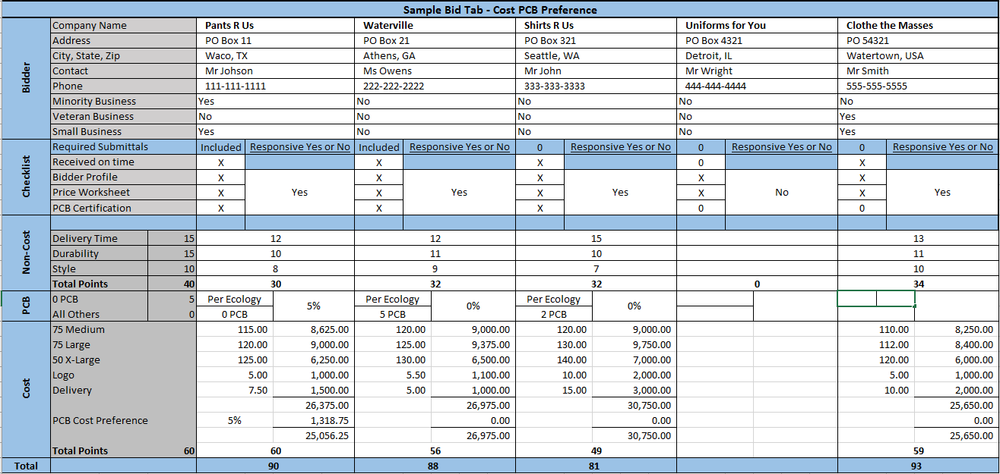 Sample Bid Tab - Cost PCB Preference
Bidder
Company Name Pants R Us Waterville Shirts R Us Uniforms for You Clothe the Masses
Address PO Box 11 PO Box 21 PO Box 321 PO Box 4321 PO 54321
City, State, Zip Waco, TX Athens, GA Seattle, WA Detroit, IL Watertown, USA
Contact Mr Johson Ms Owens Mr John Mr Wright Mr Smith
Phone 111-111-1111 222-222-2222 333-333-3333 444-444-4444 555-555-5555
Minority Business Yes No No No No
Veteran Business No No No No Yes
Small Business Yes No No No Yes
Checklist
Required Submittals Included Responsive Yes or No Included Responsive Yes or No 0 Responsive Yes or No 0 Responsive Yes or No 0 Responsive Yes or No
Received on time X X X 0 X
Bidder Profile X X X X X
Price Worksheet X Yes X Yes X Yes X No X Yes
PCB Certification X X X 0 0
Non-Cost
Delivery Time 15 12 12 15 13
Durability 15 10 11 10 11
Style 10 8 9 7 10
Total Points 40 30 32 32 0 34
PCB
0 PCB 5 Per Ecology 5% Per Ecology 0% Per Ecology 0%
All Others 0 0 PCB 5 PCB 2 PCB
Cost
75 Medium 115.00 8,625.00 120.00 9,000.00 120.00 9,000.00 110.00 8,250.00
75 Large 120.00 9,000.00 125.00 9,375.00 130.00 9,750.00 112.00 8,400.00
50 X-Large 125.00 6,250.00 130.00 6,500.00 140.00 7,000.00 120.00 6,000.00
Logo 5.00 1,000.00 5.50 1,100.00 10.00 2,000.00 5.00 1,000.00
Delivery 7.50 1,500.00 5.00 1,000.00 15.00 3,000.00 10.00 2,000.00
26,375.00 26,975.00 30,750.00 25,650.00
PCB Cost Preference 5% 1,318.75 0.00 0.00 0.00
25,056.25 26,975.00 30,750.00 25,650.00
Total Points 60 60 56 49 59
Total 90 88 81 93